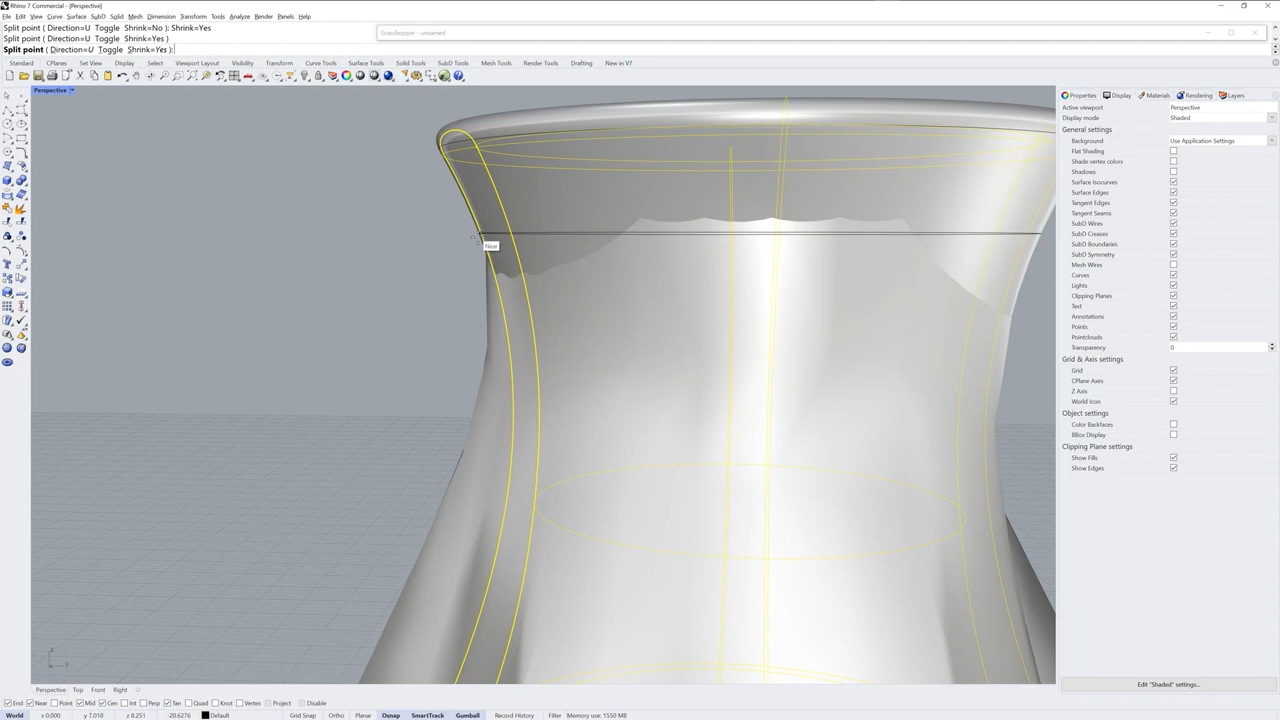 Rhino 7 Commercial - [Perspective]
File Edit View Curve Surface SubD Solid Mesh Dimension Transform Tools Analyze Render Panels Help
Split point ( Direction=U Toggle Shrink=No ): Shrink=Yes
Split point ( Direction=U Toggle Shrink=Yes )
Split point ( Direction=U Toggle Shrink=Yes ):
Grasshopper - unnamed
Standard CPlanes Set View Display Select Viewport Layout Visibility Transform Curve Tools Surface Tools Solid Tools SubD Tools Mesh Tools Render Tools Drafting New in V7
Perspective
Near
z
Properties Display Materials Rendering Layers
Active viewport Perspective
Display mode Shaded
General settings
Background Use Application Settings
Flat Shading
Shade vertex colors
Shadows
Surface Isocurves
Surface Edges
Tangent Edges
Tangent Seams
SubD Wires
SubD Creases
SubD Boundaries
SubD Symmetry
Mesh Wires
Curves
Lights
Clipping Planes
Text
Annotations
Points
Pointclouds
Transparency 0
Grid & Axis settings
Grid
CPlane Axes
Z Axis
World Icon
Object settings
Color Backfaces
BBox Display
Clipping Plane settings
Show Fills
Show Edges
Edit "Shaded" settings...
Perspective Top Front Right
End Near Point Mid Cen Int Perp Tan Quad Knot Vertex Project Disable
World x 0.000 y 7.018 z 8.251 -20.6276 Default Grid Snap Ortho Planar Osnap SmartTrack Gumball Record History Filter Memory use: 1550 MB